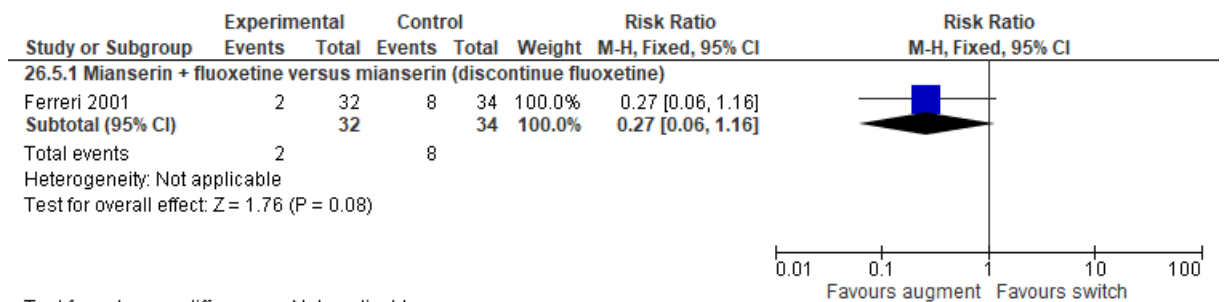 Experimental Control Risk Ratio Risk Ratio
Study or Subgroup Events Total Events Total Weight M-H, Fixed, 95% CI M-H, Fixed, 95% CI
26.5.1 Mianserin + fluoxetine versus mianserin (discontinue fluoxetine)
Ferreri 2001 2 32 8 34 100.0% 0.27 [0.06, 1.16]
Subtotal (95% CI) 32 34 100.0% 0.27 [0.06, 1.16]
Total events 2 8
Heterogeneity: Not applicable
Test for overall effect: Z = 1.76 (P = 0.08)
0.01 0.1 1 10 100
Favours augment Favours switch